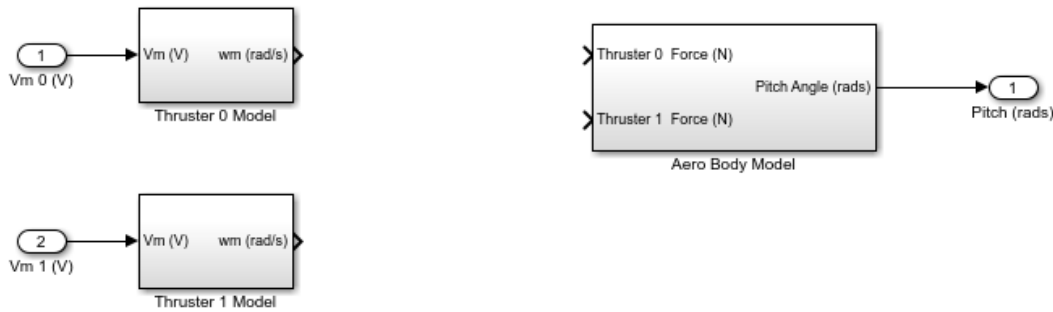 1
Vm 0 (V)
Vm (V) wm (rad/s)
Thruster 0 Model
Thruster 0 Force (N)
Pitch Angle (rads)
Thruster 1 Force (N)
Aero Body Model
1
Pitch (rads)
2
Vm 1 (V)
Vm (V) wm (rad/s)
Thruster 1 Model